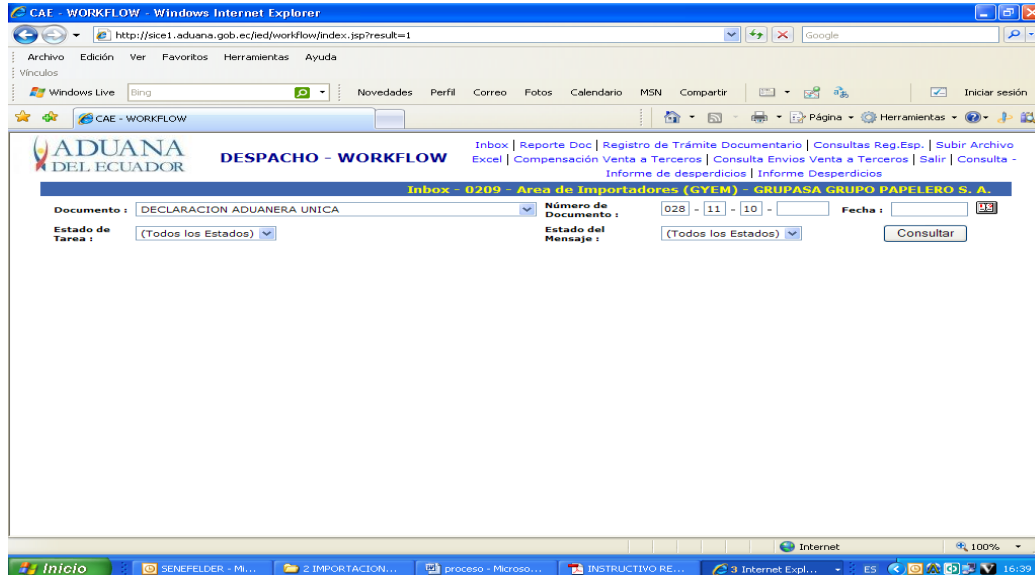 CAE - WORKFLOW - Windows Internet Explorer
http://sice1.aduana.gob.ec/ied/workflow/index.jsp?result=1
Google
Archivo Edición Ver Favoritos Herramientas Ayuda
Vínculos
Windows Live Bing Novedades Perfil Correo Fotos Calendario MSN Compartir Iniciar sesión
CAE - WORKFLOW Página Herramientas
ADUANA
DEL ECUADOR
DESPACHO - WORKFLOW
Inbox | Reporte Doc | Registro de Trámite Documentario | Consultas Reg.Esp. | Subir Archivo
Excel | Compensación Venta a Terceros | Consulta Envios Venta a Terceros | Salir | Consulta -
Informe de desperdicios | Informe Desperdicios
Inbox - 0209 - Area de Importadores (GYEM) - GRUPASA GRUPO PAPELERO S. A.
Documento : DECLARACION ADUANERA UNICA
Número de
Documento :
028 - 11 - 10 -
Fecha :
Estado de
Tarea :
(Todos los Estados)
Estado del
Mensaje :
(Todos los Estados)
Consultar
Internet 100%
Inicio SENEFELDER - Mi... 2 IMPORTACION... proceso - Microso... INSTRUCTIVO RE... 3 Internet Expl... ES 16:39